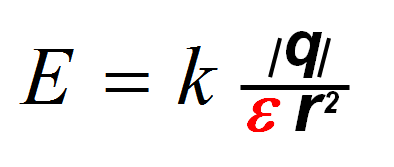 E = k |q| / ε r²